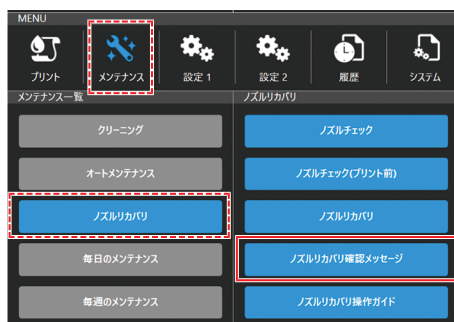 MENU
プリント メンテナンス 設定 1 設定 2 履歴 システム
メンテナンス一覧 ノズルリカバリ
クリーニング ノズルチェック
オートメンテナンス ノズルチェック(プリント前)
ノズルリカバリ ノズルリカバリ
毎日のメンテナンス ノズルリカバリ確認メッセージ
毎週のメンテナンス ノズルリカバリ操作ガイド